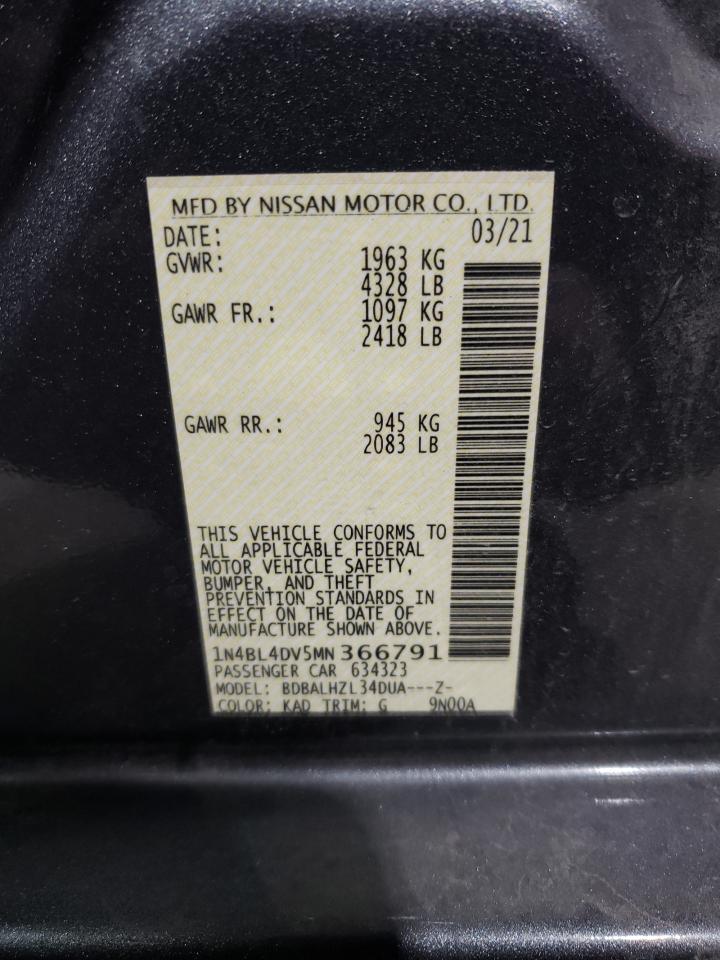 MFD BY NISSAN MOTOR CO., LTD.
DATE: 03/21
GVWR: 1963 KG
4328 LB
GAWR FR.: 1097 KG
2418 LB
GAWR RR.: 945 KG
2083 LB
THIS VEHICLE CONFORMS TO
ALL APPLICABLE FEDERAL
MOTOR VEHICLE SAFETY,
BUMPER, AND THEFT
PREVENTION STANDARDS IN
EFFECT ON THE DATE OF
MANUFACTURE SHOWN ABOVE.
1N4BL4DV5MN366791
PASSENGER CAR 634323
MODEL: BDBALHZL34DUA---Z-
COLOR: KAD TRIM: G 9N00A